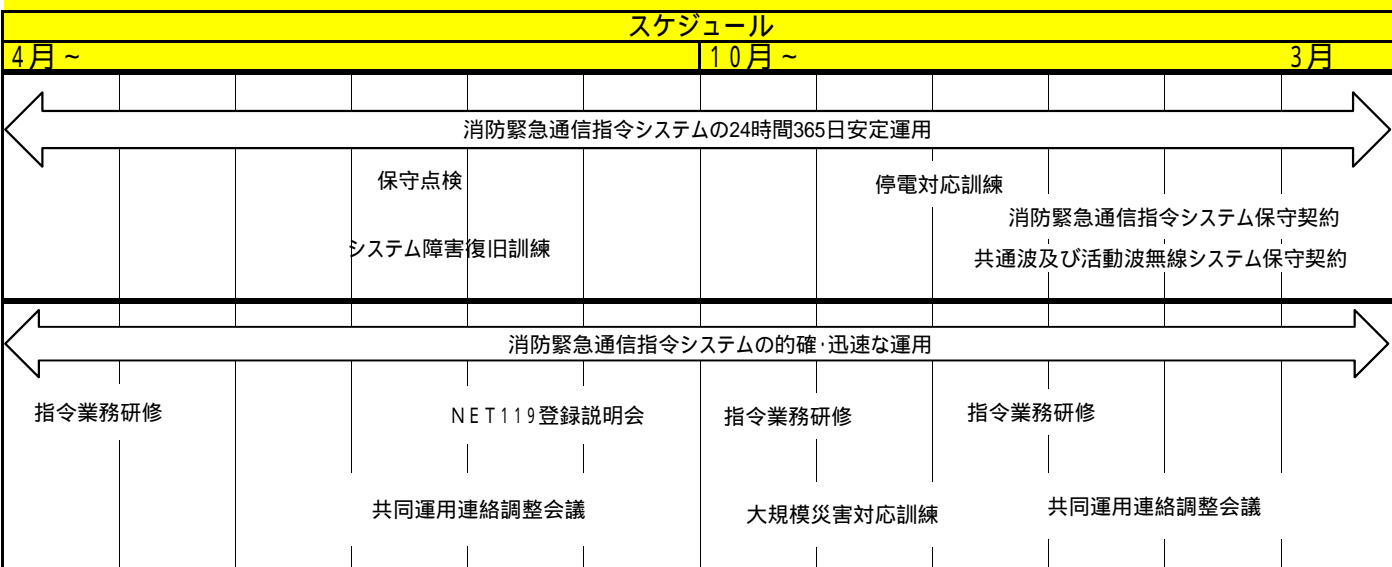 スケジュール
4月~ 10月~ 3月
消防緊急通信指令システムの24時間365日安定運用
保守点検 停電対応訓練
消防緊急通信指令システム保守契約
システム障害復旧訓練
共通波及び活動波無線システム保守契約
消防緊急通信指令システムの的確･迅速な運用
指令業務研修 NET119登録説明会 指令業務研修 指令業務研修
共同運用連絡調整会議 大規模災害対応訓練 共同運用連絡調整会議